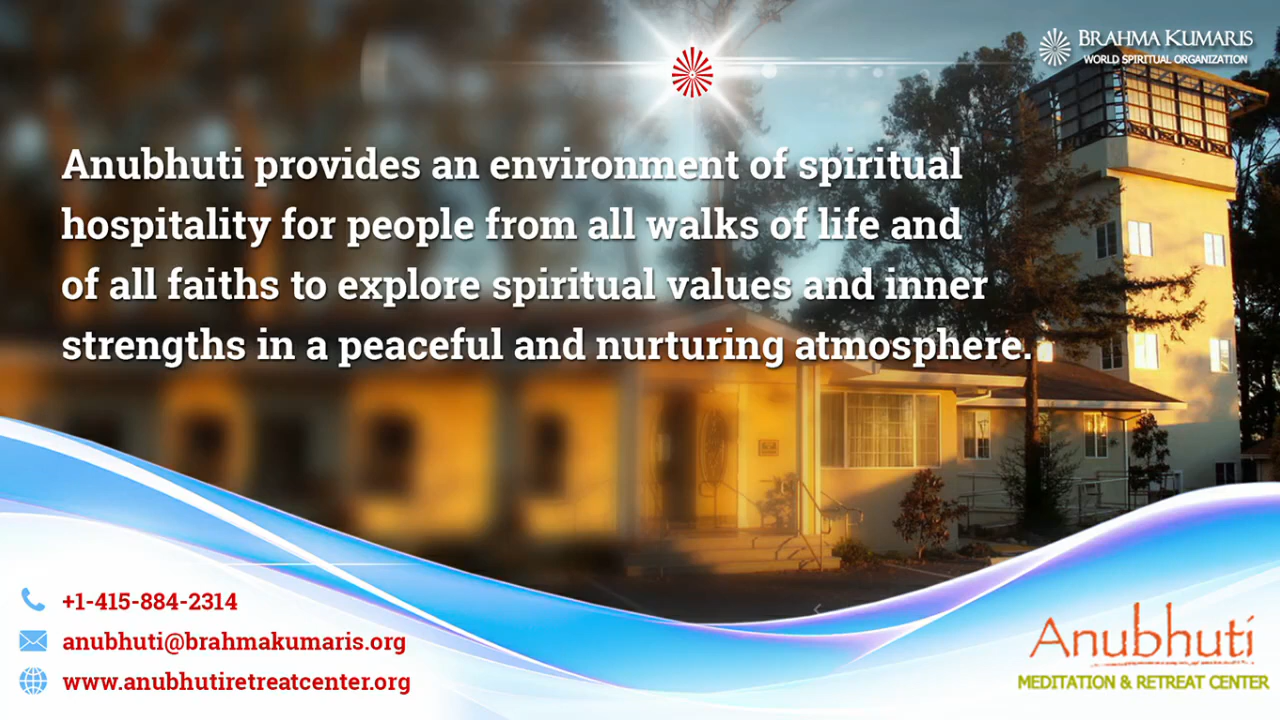 BRAHMA KUMARIS
WORLD SPIRITUAL ORGANIZATION
Anubhuti provides an environment of spiritual
hospitality for people from all walks of life and
of all faiths to explore spiritual values and inner
strengths in a peaceful and nurturing atmosphere.
+1-415-884-2314
anubhuti@brahmakumaris.org
www.anubhutiretreatcenter.org
Anubhuti
MEDITATION & RETREAT CENTER